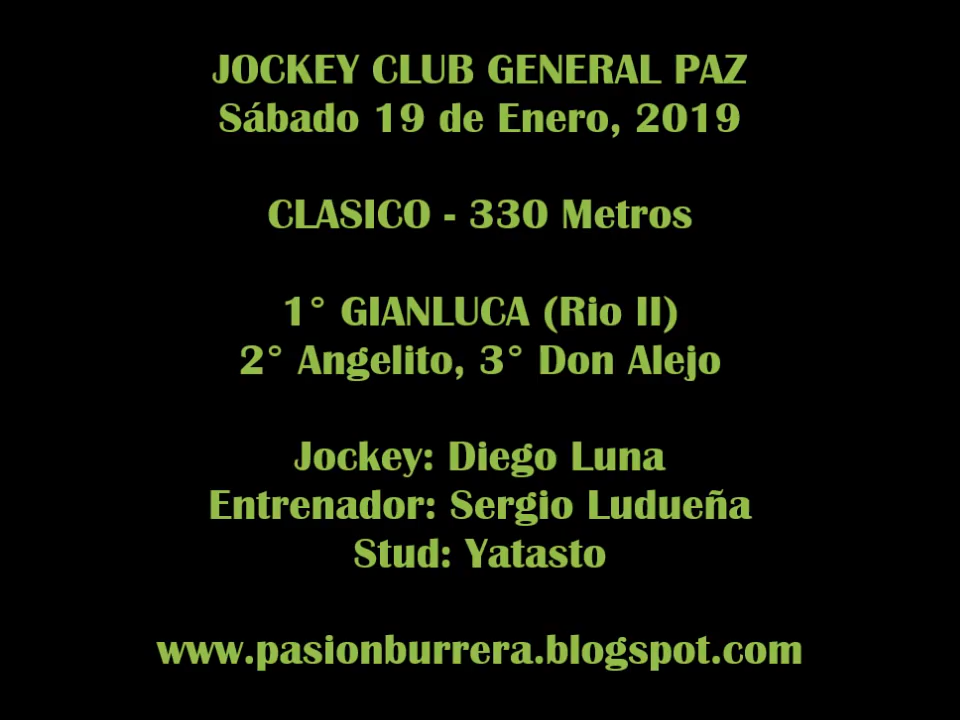 JOCKEY CLUB GENERAL PAZ
Sábado 19 de Enero, 2019
CLASICO - 330 Metros
1° GIANLUCA (Rio II)
2° Angelito, 3° Don Alejo
Jockey: Diego Luna
Entrenador: Sergio Ludueña
Stud: Yatasto
www.pasionburrera.blogspot.com